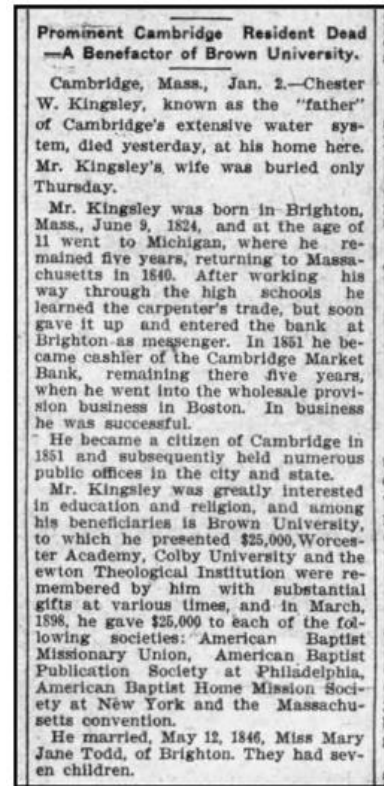 Prominent Cambridge Resident Dead
—A Benefactor of Brown University.
Cambridge, Mass., Jan. 2.—Chester
W. Kingsley, known as the "father"
of Cambridge's extensive water sys-
tem, died yesterday, at his home here.
Mr. Kingsley's wife was buried only
Thursday.
Mr. Kingsley was born in Brighton,
Mass., June 9, 1824, and at the age of
11 went to Michigan, where he re-
mained five years, returning to Massa-
chusetts in 1840. After working his
way through the high schools he
learned the carpenter's trade, but soon
gave it up and entered the bank at
Brighton as messenger. In 1851 he be-
came cashier of the Cambridge Market
Bank, remaining there five years,
when he went into the wholesale provi-
sion business in Boston. In business
he was successful.
He became a citizen of Cambridge in
1851 and subsequently held numerous
public offices in the city and state.
Mr. Kingsley was greatly interested
in education and religion, and among
his beneficiaries is Brown University,
to which he presented $25,000, Worces-
ter Academy, Colby University and the
ewton Theological Institution were re-
membered by him with substantial
gifts at various times, and in March,
1898, he gave $25,000 to each of the fol-
lowing societies: American Baptist
Missionary Union, American Baptist
Publication Society at Philadelphia,
American Baptist Home Mission Soci-
ety at New York and the Massachu-
setts convention.
He married, May 12, 1846, Miss Mary
Jane Todd, of Brighton. They had sev-
en children.